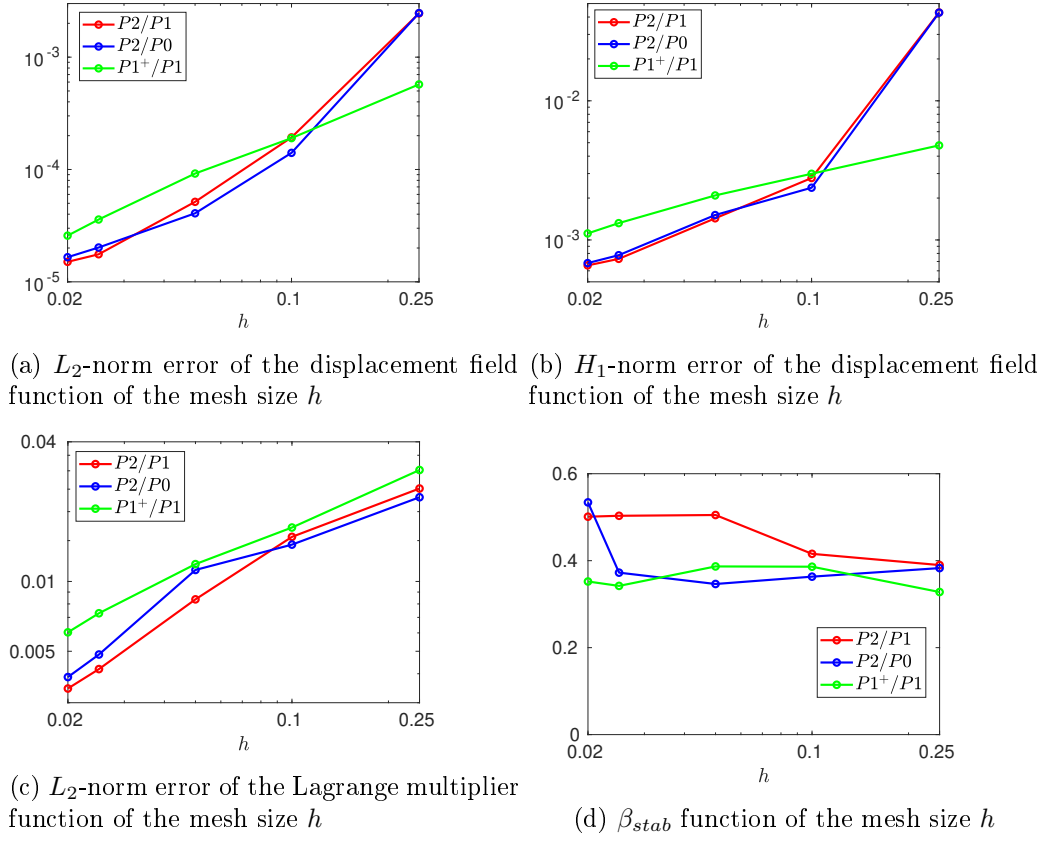 P2/P1
P2/P0
P1⁺/P1
10⁻³
10⁻⁴
10⁻⁵
0.02 0.1 0.25
h
(a) L₂-norm error of the displacement field
function of the mesh size h
P2/P1
P2/P0
P1⁺/P1
10⁻²
10⁻³
0.02 0.1 0.25
h
(b) H₁-norm error of the displacement field
function of the mesh size h
0.04
P2/P1
P2/P0
P1⁺/P1
0.01
0.005
0.02 0.1 0.25
h
(c) L₂-norm error of the Lagrange multiplier
function of the mesh size h
0.6
0.4
0.2
0
P2/P1
P2/P0
P1⁺/P1
0.02 0.1 0.25
h
(d) βstab function of the mesh size h